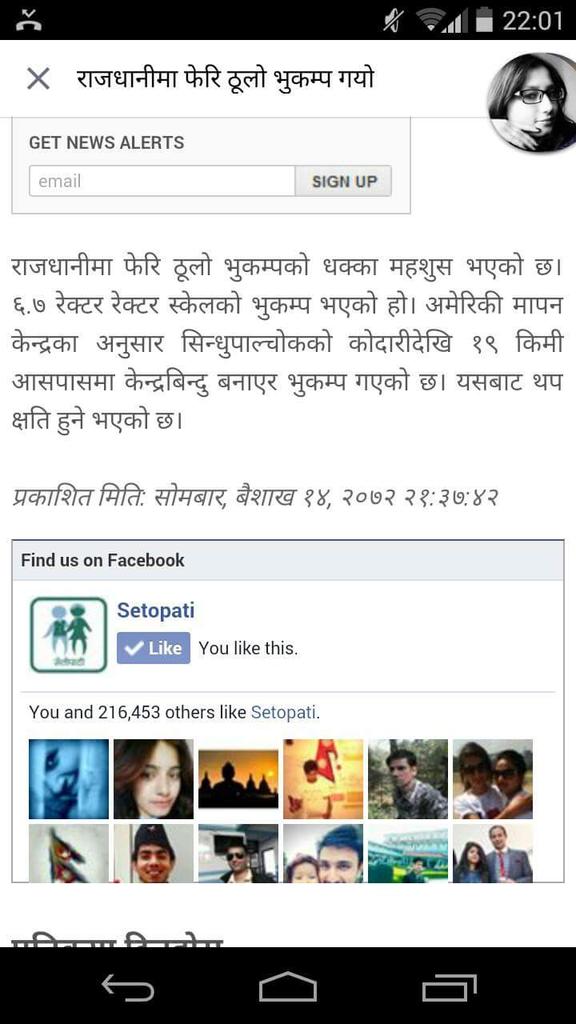 22:01
राजधानीमा फेरि ठूलो भुकम्प गयो
GET NEWS ALERTS
email
SIGN UP
राजधानीमा फेरि ठूलो भुकम्पको धक्का महशुस भएको छ।
६.७ रेक्टर रेक्टर स्केलको भुकम्प भएको हो। अमेरिकी मापन
केन्द्रका अनुसार सिन्धुपाल्चोकको कोदारीदेखि १९ किमी
आसपासमा केन्द्रबिन्दु बनाएर भुकम्प गएको छ। यसबाट थप
क्षति हुने भएको छ।
प्रकाशित मिति: सोमबार, बैशाख १४, २०७२ २१:३७:४२
Find us on Facebook
Setopati
Like You like this.
You and 216,453 others like Setopati.